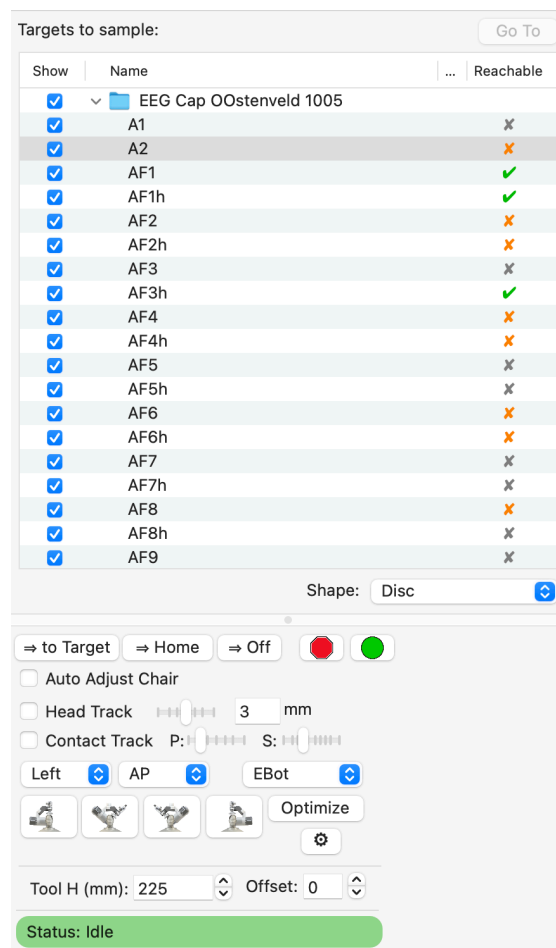 Targets to sample:
Go To
Show Name ... Reachable
EEG Cap OOstenveld 1005
A1
A2
AF1
AF1h
AF2
AF2h
AF3
AF3h
AF4
AF4h
AF5
AF5h
AF6
AF6h
AF7
AF7h
AF8
AF8h
AF9
Shape: Disc
⇒ to Target ⇒ Home ⇒ Off
Auto Adjust Chair
Head Track 3 mm
Contact Track P: S:
Left AP EBot
Optimize
Tool H (mm): 225 Offset: 0
Status: Idle